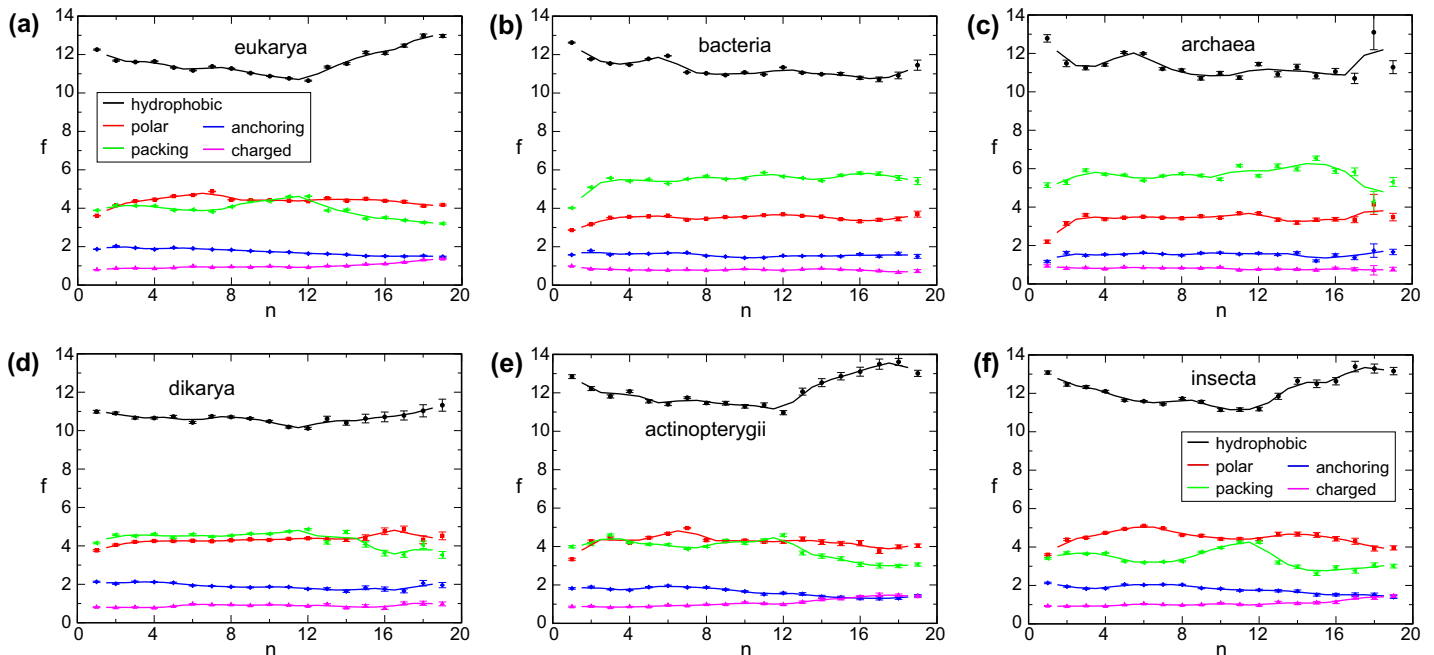 (a)
eukarya
14
12
10
8
6
4
2
0
f
hydrophobic
polar
anchoring
packing
charged
0 4 8 12 16 20
n
(b)
bacteria
14
12
10
8
6
4
2
0
f
0 4 8 12 16 20
n
(c)
archaea
14
12
10
8
6
4
2
0
f
0 4 8 12 16 20
n
(d)
dikarya
14
12
10
8
6
4
2
0
f
0 4 8 12 16 20
n
(e)
actinopterygii
14
12
10
8
6
4
2
0
f
0 4 8 12 16 20
n
(f)
insecta
14
12
10
8
6
4
2
0
f
hydrophobic
polar
anchoring
packing
charged
0 4 8 12 16 20
n